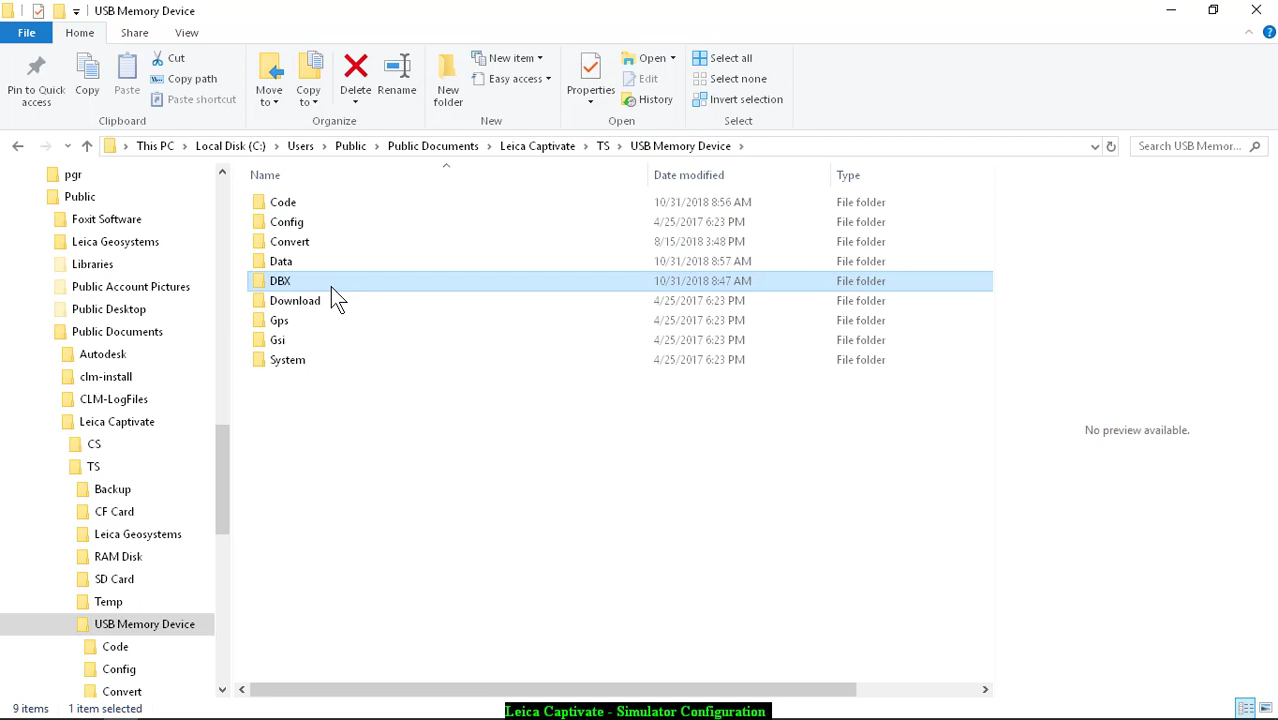 USB Memory Device
File Home Share View
Pin to Quick access
Copy
Paste
Cut
Copy path
Paste shortcut
Clipboard
Move to
Copy to
Delete
Rename
Organize
New folder
New item
Easy access
New
Properties
Open
Edit
History
Open
Select all
Select none
Invert selection
Select
This PC Local Disk (C:) Users Public Public Documents Leica Captivate TS USB Memory Device
Search USB Memor...
pgr
Public
Foxit Software
Leica Geosystems
Libraries
Public Account Pictures
Public Desktop
Public Documents
Autodesk
clm-install
CLM-LogFiles
Leica Captivate
CS
TS
Backup
CF Card
Leica Geosystems
RAM Disk
SD Card
Temp
USB Memory Device
Code
Config
Convert
Name Date modified Type
Code 10/31/2018 8:56 AM File folder
Config 4/25/2017 6:23 PM File folder
Convert 8/15/2018 3:48 PM File folder
Data 10/31/2018 8:57 AM File folder
DBX 10/31/2018 8:47 AM File folder
Download 4/25/2017 6:23 PM File folder
Gps 4/25/2017 6:23 PM File folder
Gsi 4/25/2017 6:23 PM File folder
System 4/25/2017 6:23 PM File folder
No preview available.
9 items 1 item selected
Leica Captivate - Simulator Configuration